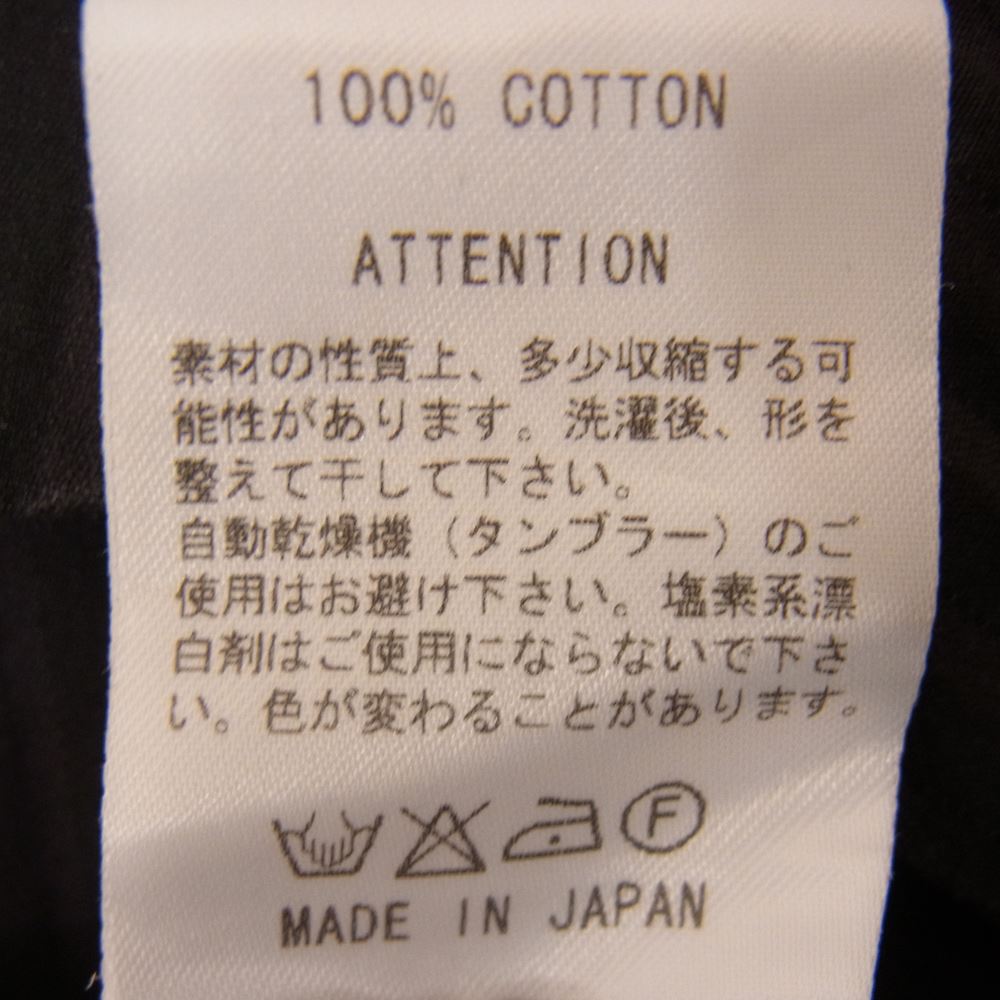 100% COTTON
ATTENTION
素材の性質上、多少収縮する可
能性があります。洗濯後、形を
整えて干して下さい。
自動乾燥機（タンブラー）のご
使用はお避け下さい。塩素系漂
白剤はご使用にならないで下さ
い。色が変わることがあります。
F
MADE IN JAPAN